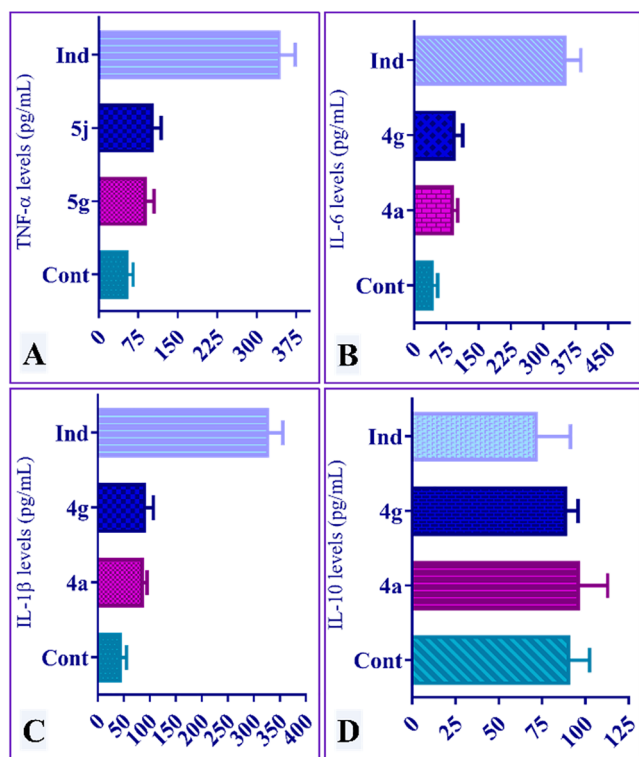 TNF-α levels (pg/mL)
Ind
5j
5g
Cont
0
75
150
225
300
375
A
IL-6 levels (pg/mL)
Ind
4g
4a
Cont
0
75
150
225
300
375
450
B
IL-1β levels (pg/mL)
Ind
4g
4a
Cont
0
50
100
150
200
250
300
350
400
C
IL-10 levels (pg/mL)
Ind
4g
4a
Cont
0
25
50
75
100
125
D